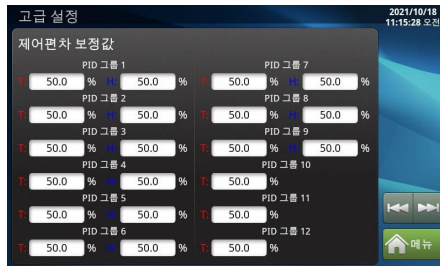 고급 설정
2021/10/18
11:15:28 오전
제어편차 보정값
PID 그룹 1
T: 50.0 % H: 50.0 %
PID 그룹 2
T: 50.0 % H: 50.0 %
PID 그룹 3
T: 50.0 % H: 50.0 %
PID 그룹 4
T: 50.0 % H: 50.0 %
PID 그룹 5
T: 50.0 % H: 50.0 %
PID 그룹 6
T: 50.0 % H: 50.0 %
PID 그룹 7
T: 50.0 % H: 50.0 %
PID 그룹 8
T: 50.0 % H: 50.0 %
PID 그룹 9
T: 50.0 % H: 50.0 %
PID 그룹 10
T: 50.0 %
PID 그룹 11
T: 50.0 %
PID 그룹 12
T: 50.0 %
메뉴